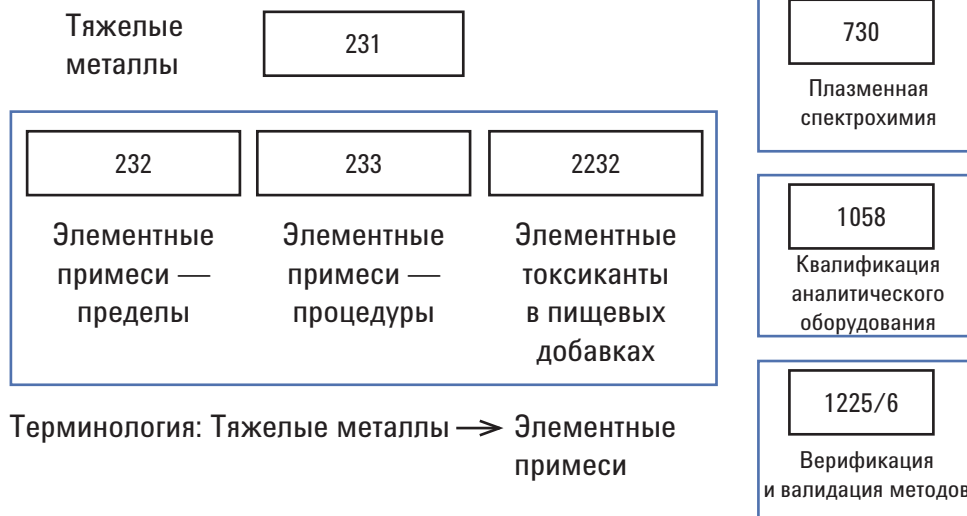 Тяжелые
металлы
231
232
Элементные
примеси —
пределы
233
Элементные
примеси —
процедуры
2232
Элементные
токсиканты
в пищевых
добавках
Терминология: Тяжелые металлы → Элементные
примеси
730
Плазменная
спектрохимия
1058
Квалификация
аналитического
оборудования
1225/6
Верификация
и валидация методов